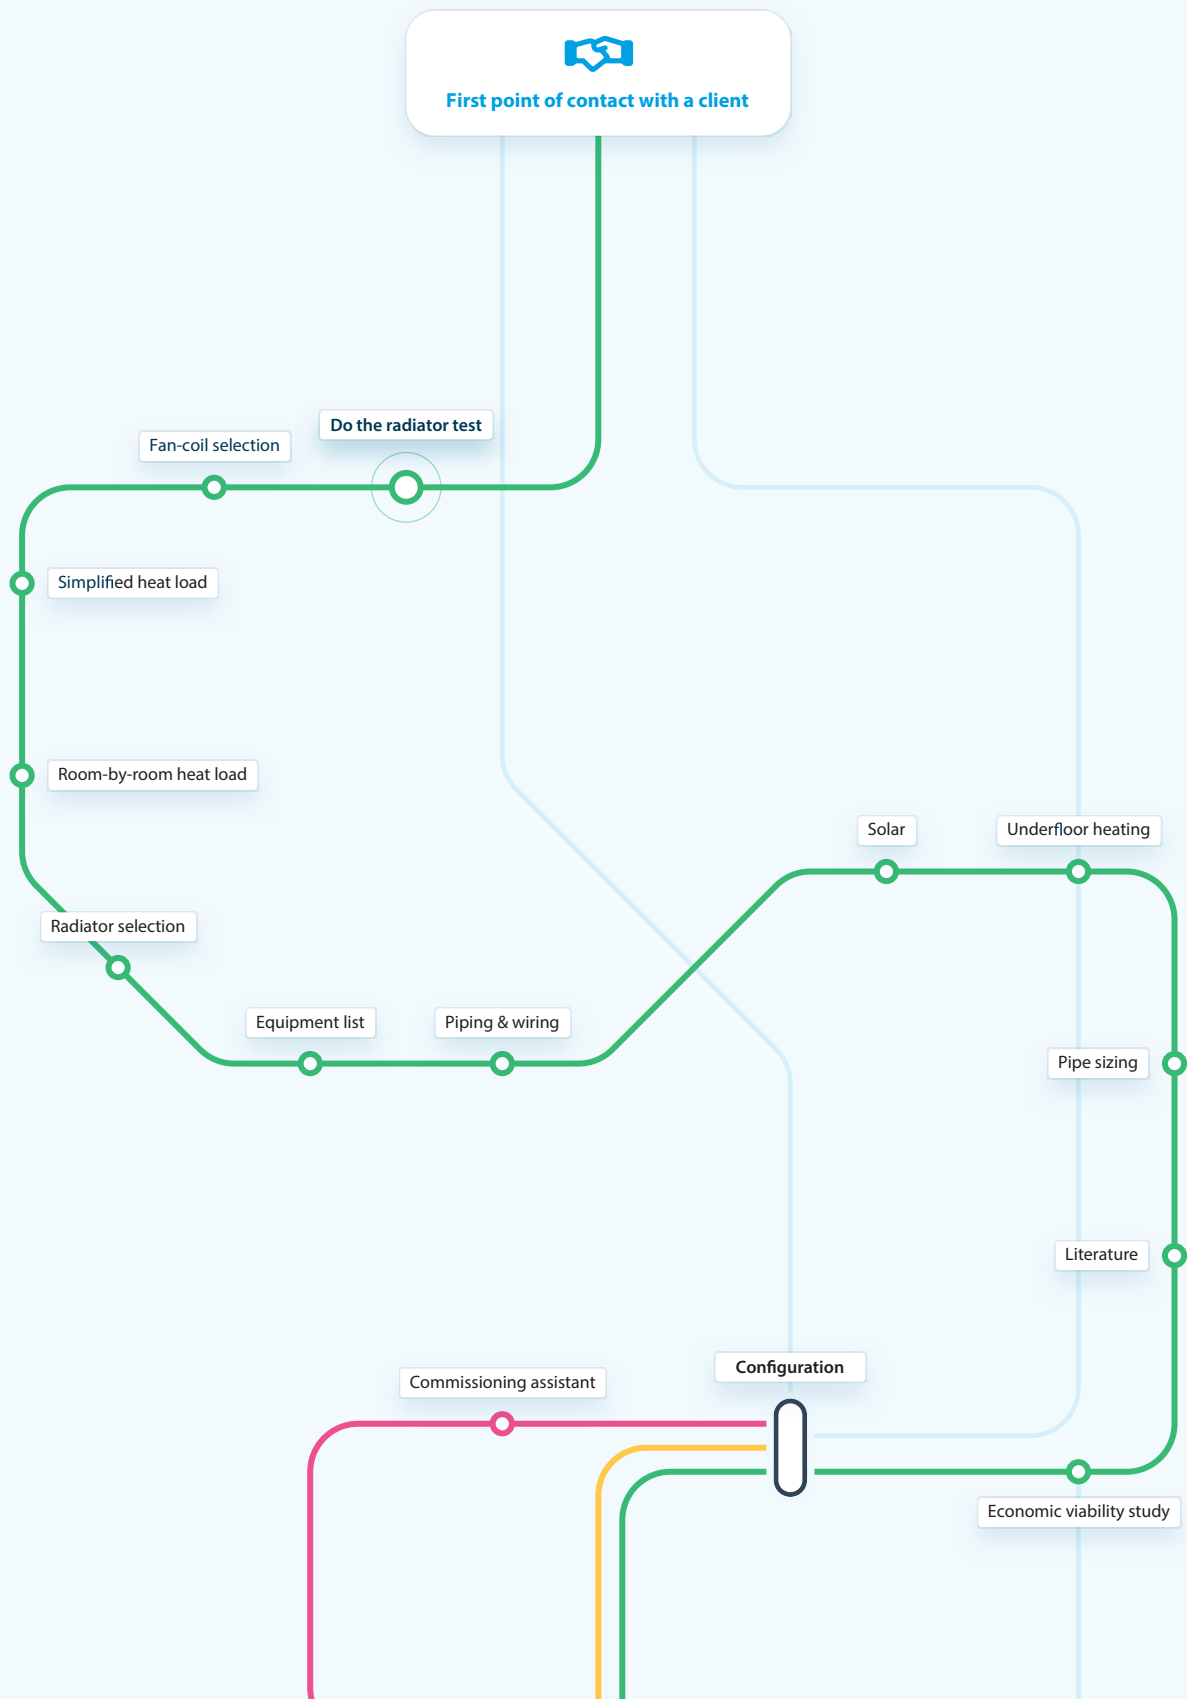 First point of contact with a client
Do the radiator test
Fan-coil selection
Simplified heat load
Room-by-room heat load
Solar
Underfloor heating
Radiator selection
Equipment list
Piping & wiring
Pipe sizing
Literature
Configuration
Commissioning assistant
Economic viability study